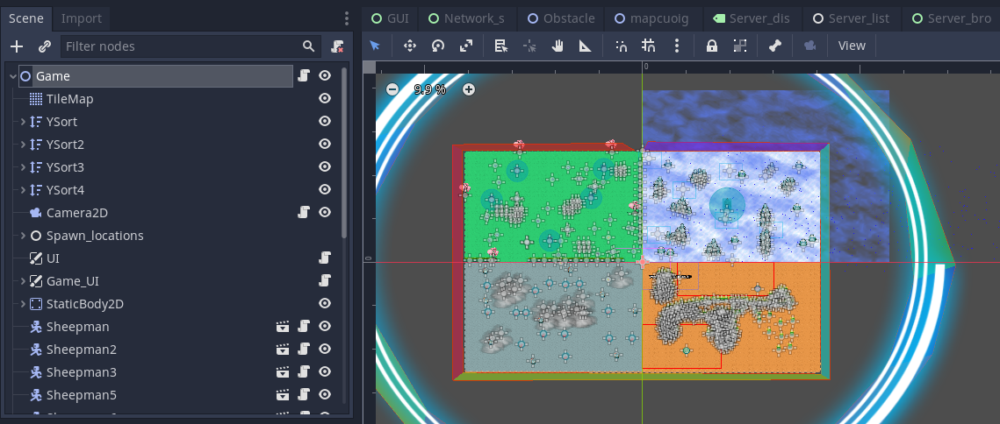 Scene Import
GUI Network_s Obstacle mapcuoig Server_dis Server_list Server_bro
Filter nodes
View
Game
0
9.9 %
TileMap
YSort
YSort2
YSort3
YSort4
Camera2D
Spawn_locations
UI
0
Game_UI
StaticBody2D
Sheepman
Sheepman2
Sheepman3
Sheepman5